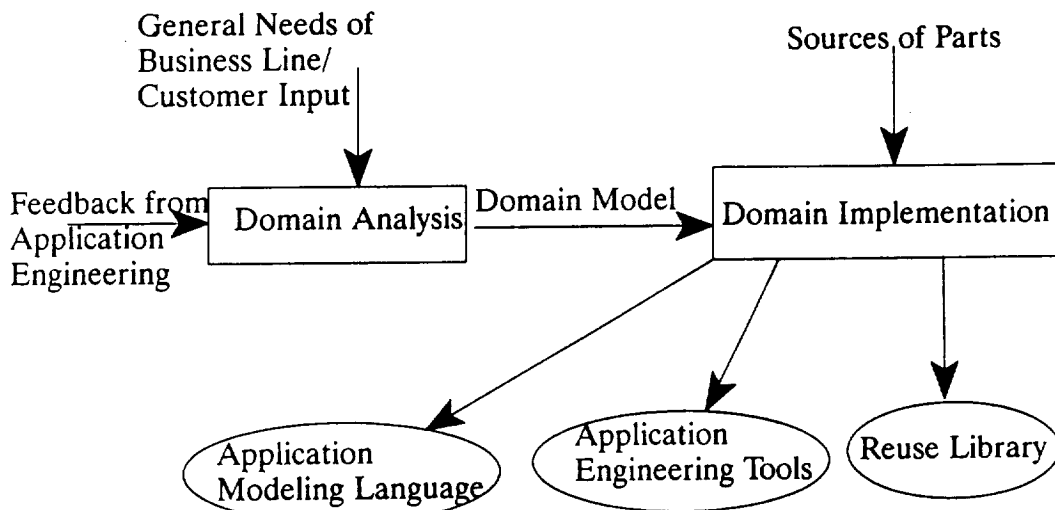 General Needs of
Business Line/
Customer Input
Sources of Parts
Feedback from
Application
Engineering
Domain Analysis
Domain Model
Domain Implementation
Application
Modeling Language
Application
Engineering Tools
Reuse Library